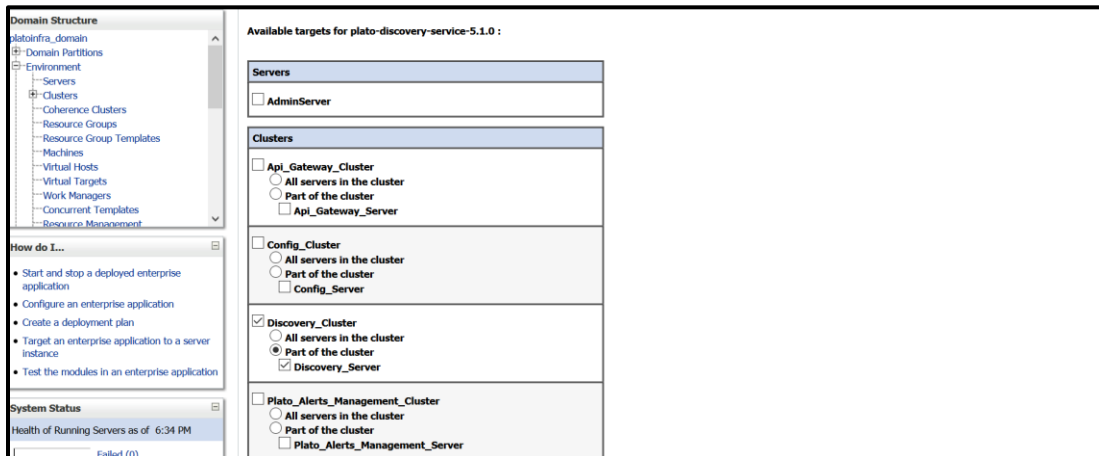 Domain Structure
platoinfra_domain
Domain Partitions
Environment
Servers
Clusters
Coherence Clusters
Resource Groups
Resource Group Templates
Machines
Virtual Hosts
Virtual Targets
Work Managers
Concurrent Templates
Resource Management
How do I...
Start and stop a deployed enterprise
application
Configure an enterprise application
Create a deployment plan
Target an enterprise application to a server
instance
Test the modules in an enterprise application
System Status
Health of Running Servers as of 6:34 PM
Failed (0)
Available targets for plato-discovery-service-5.1.0 :
Servers
AdminServer
Clusters
Api_Gateway_Cluster
All servers in the cluster
Part of the cluster
Api_Gateway_Server
Config_Cluster
All servers in the cluster
Part of the cluster
Config_Server
Discovery_Cluster
All servers in the cluster
Part of the cluster
Discovery_Server
Plato_Alerts_Management_Cluster
All servers in the cluster
Part of the cluster
Plato_Alerts_Management_Server